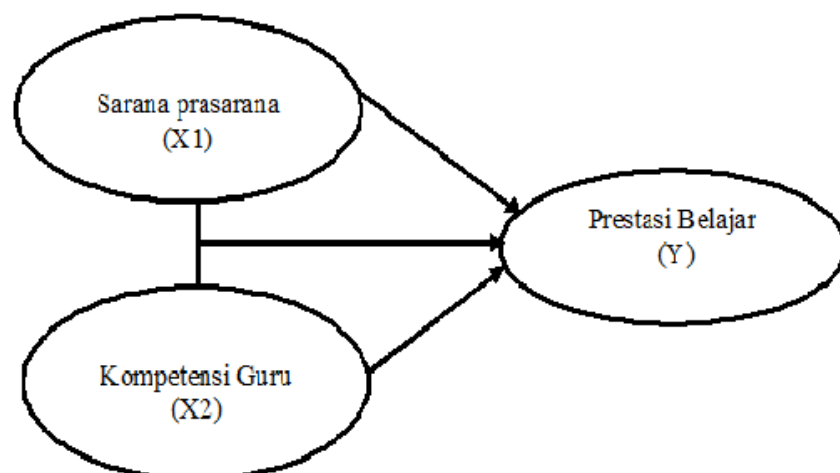 Sarana prasarana
(X1)
Prestasi Belajar
(Y)
Kompetensi Guru
(X2)